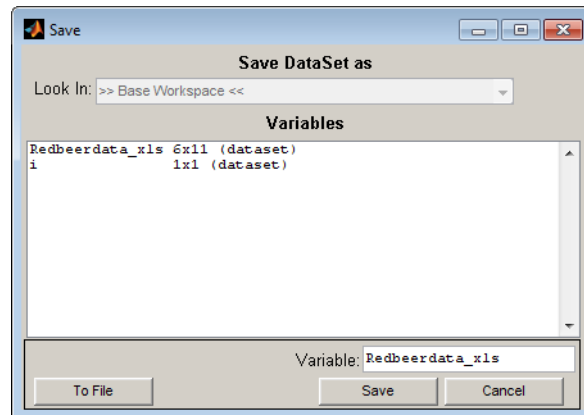 Save
Save DataSet as
Look In: >> Base Workspace <<
Variables
Redbeerdata_xls 6x11 (dataset)
i 1x1 (dataset)
Variable: Redbeerdata_xls
To File Save Cancel